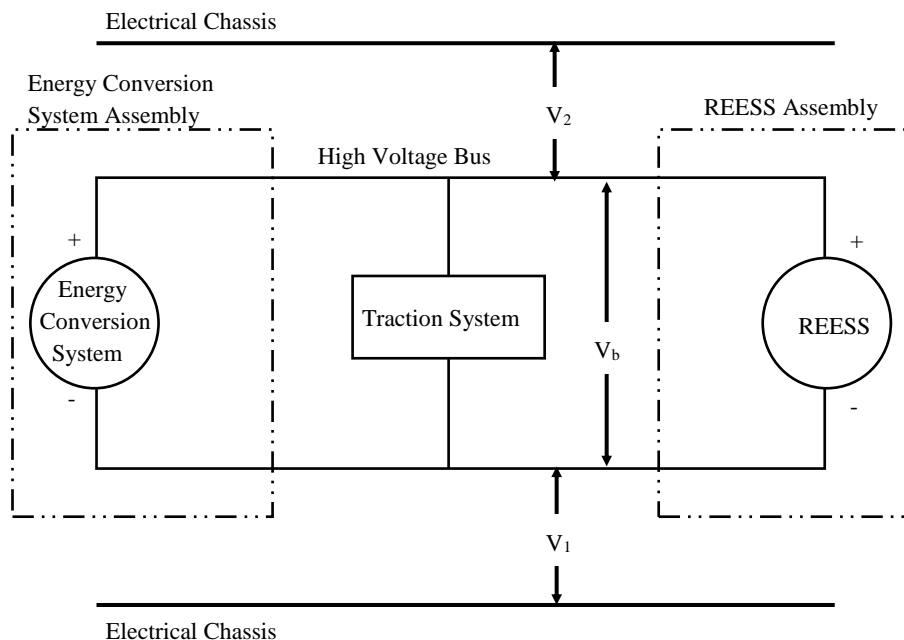 Electrical Chassis
Energy Conversion
System Assembly
V2
REESS Assembly
High Voltage Bus
+
+
Energy
Conversion
System
Traction System
REESS
Vb
-
-
V1
Electrical Chassis